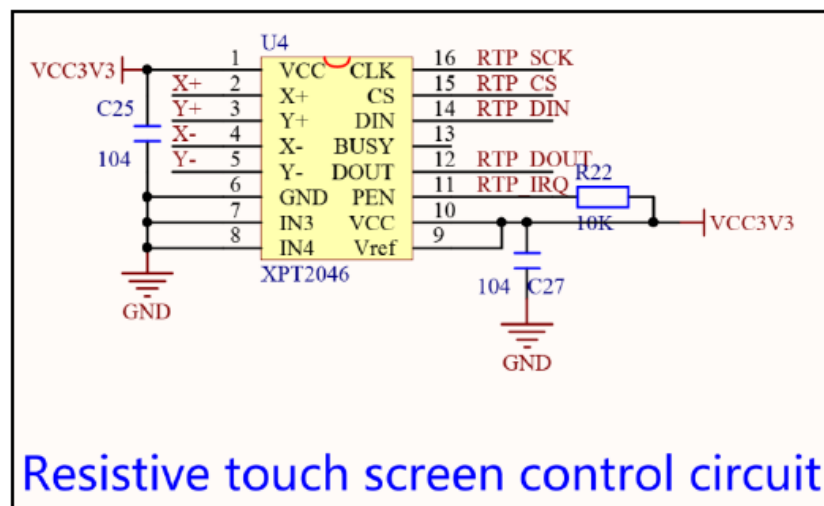 U4
1 VCC CLK 16 RTP SCK
VCC3V3
X+ 2 X+ CS 15 RTP CS
Y+ 3 Y+ DIN 14 RTP DIN
C25
X- 4 X- BUSY 13
104
Y- 5 Y- DOUT 12 RTP DOUT
R22
6 GND PEN 11 RTP IRQ
10K
7 IN3 VCC 10
VCC3V3
8 IN4 Vref 9
XPT2046
104 C27
GND
GND
Resistive touch screen control circuit